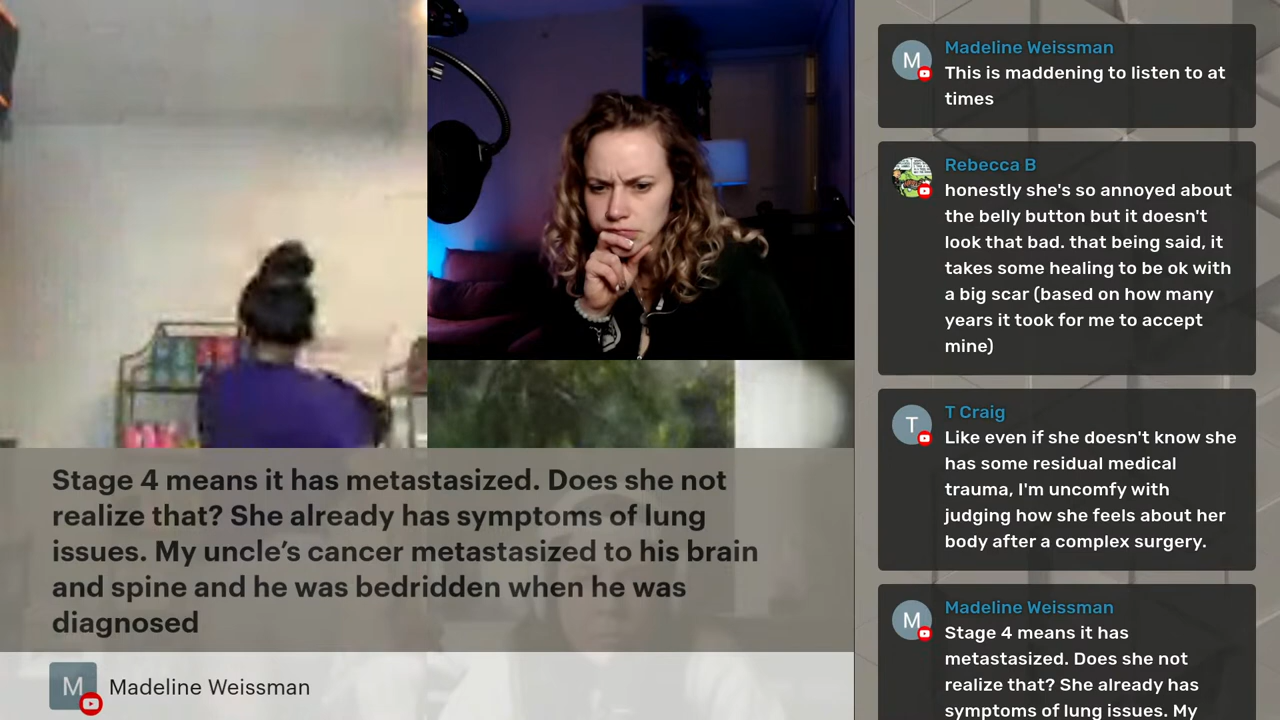 Stage 4 means it has metastasized. Does she not
realize that? She already has symptoms of lung
issues. My uncle’s cancer metastasized to his brain
and spine and he was bedridden when he was
diagnosed
M
Madeline Weissman
M
Madeline Weissman
This is maddening to listen to at
times
Rebecca B
honestly she's so annoyed about
the belly button but it doesn't
look that bad. that being said, it
takes some healing to be ok with
a big scar (based on how many
years it took for me to accept
mine)
T
T Craig
Like even if she doesn't know she
has some residual medical
trauma, I'm uncomfy with
judging how she feels about her
body after a complex surgery.
M
Madeline Weissman
Stage 4 means it has
metastasized. Does she not
realize that? She already has
symptoms of lung issues. My